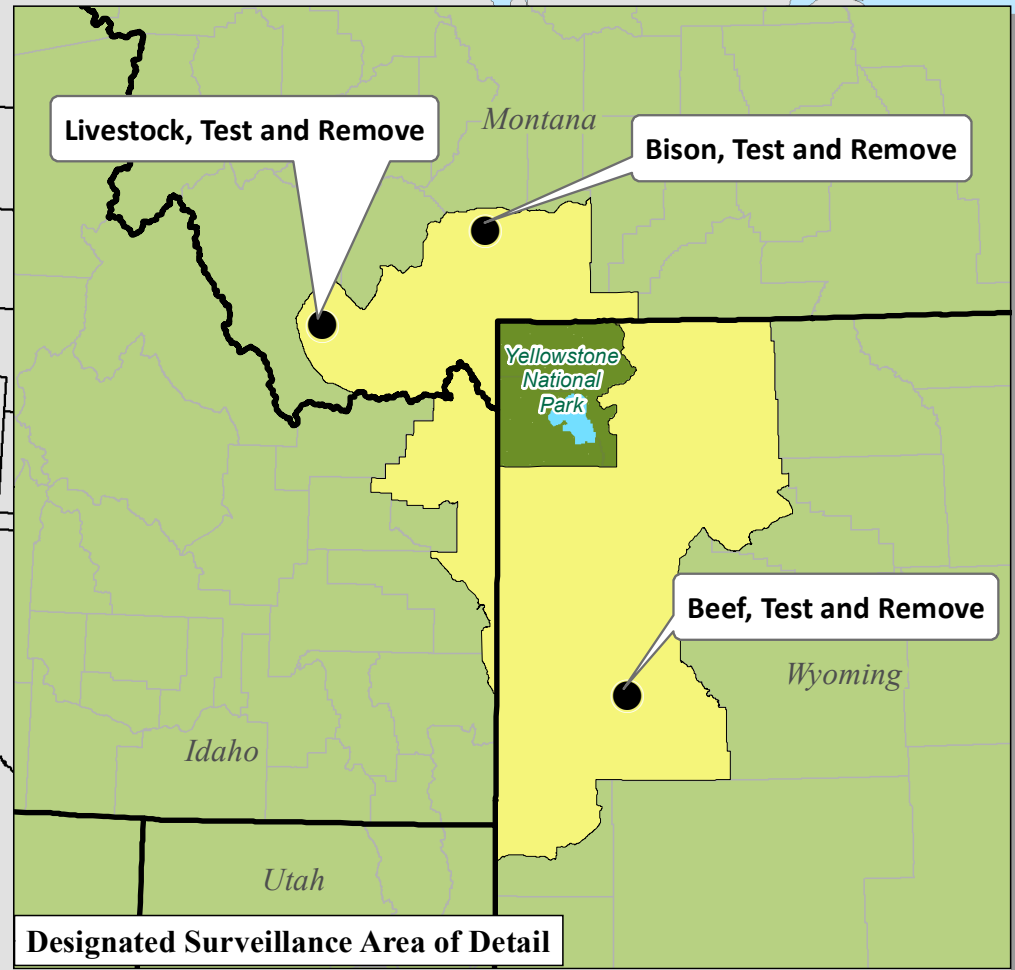 Montana
Livestock, Test and Remove
Bison, Test and Remove
Yellowstone
National
Park
Beef, Test and Remove
Wyoming
Idaho
Utah
Designated Surveillance Area of Detail